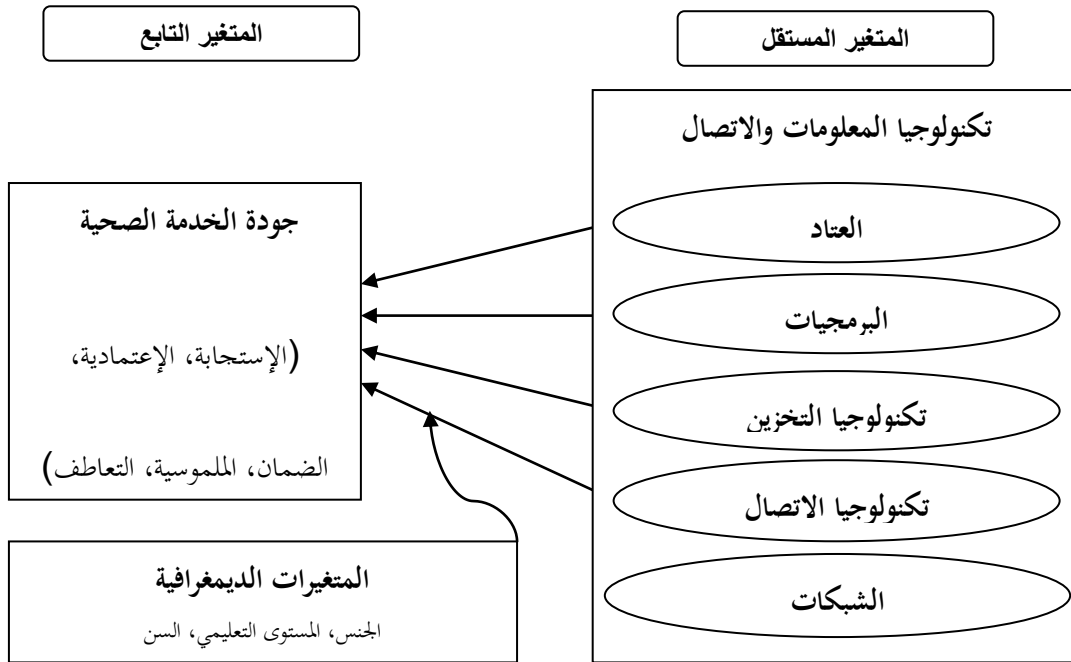 المتغير المستقل
المتغير التابع
تكنولوجيا المعلومات والاتصال
العتاد
البرمجيات
تكنولوجيا التخزين
تكنولوجيا الاتصال
الشبكات
جودة الخدمة الصحية
(الإستجابة، الإعتمادية،
الضمان، الملموسية، التعاطف)
المتغيرات الديمغرافية
الجنس، المستوى التعليمي، السن